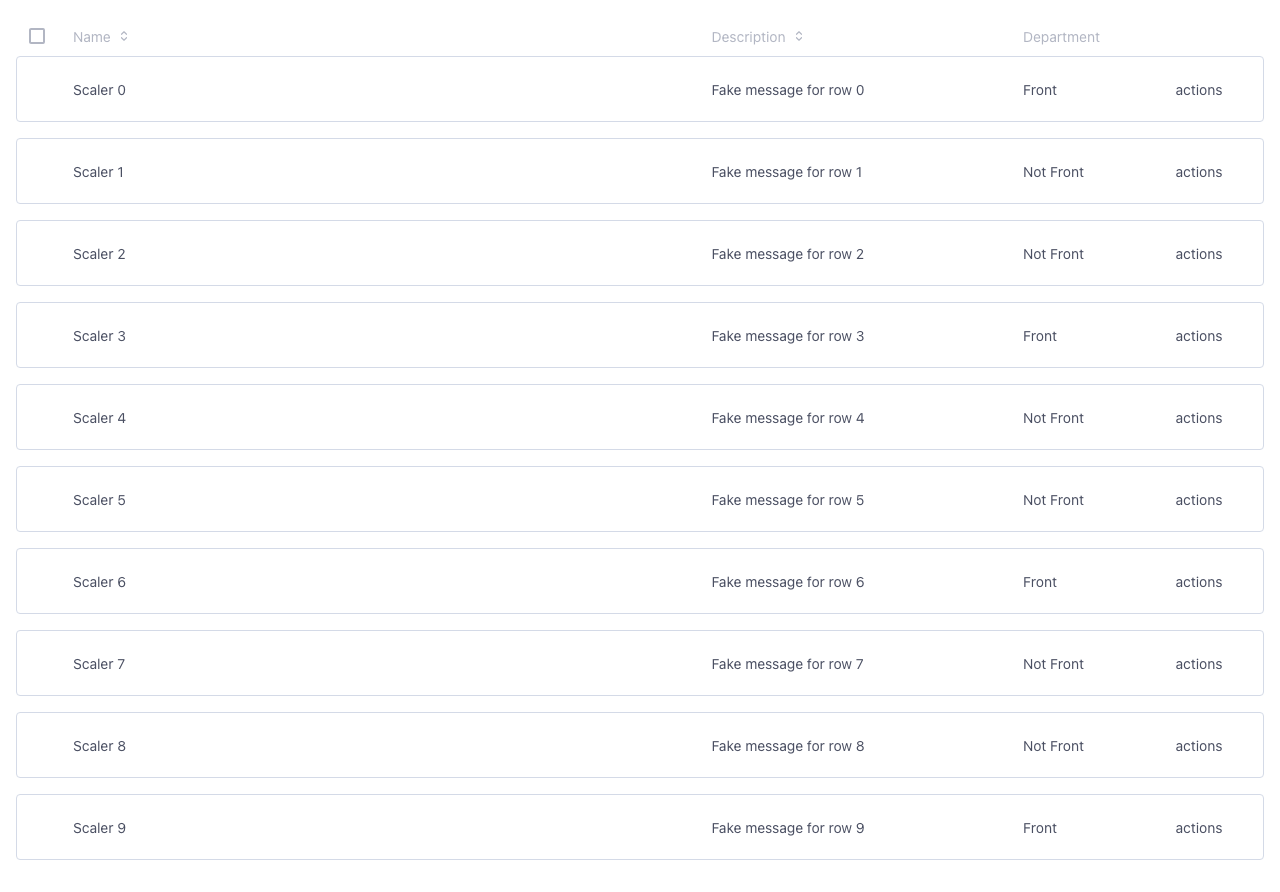 Name Description Department
Scaler 0 Fake message for row 0 Front actions
Scaler 1 Fake message for row 1 Not Front actions
Scaler 2 Fake message for row 2 Not Front actions
Scaler 3 Fake message for row 3 Front actions
Scaler 4 Fake message for row 4 Not Front actions
Scaler 5 Fake message for row 5 Not Front actions
Scaler 6 Fake message for row 6 Front actions
Scaler 7 Fake message for row 7 Not Front actions
Scaler 8 Fake message for row 8 Not Front actions
Scaler 9 Fake message for row 9 Front actions